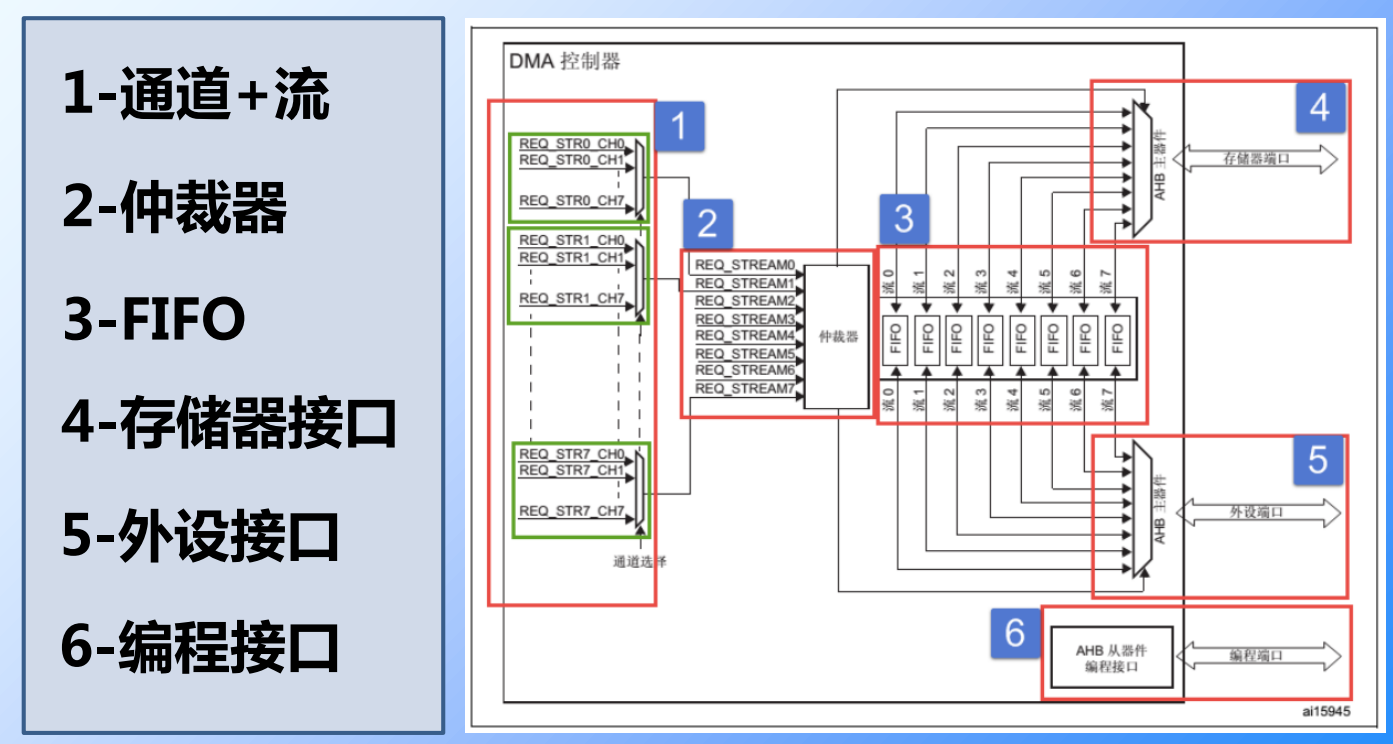 1-通道+流
2-仲裁器
3-FIFO
4-存储器接口
5-外设接口
6-编程接口
DMA 控制器
1
REQ_STR0_CH0
REQ_STR0_CH1
REQ_STR0_CH7
REQ_STR1_CH0
REQ_STR1_CH1
REQ_STR1_CH7
REQ_STR7_CH0
REQ_STR7_CH1
REQ_STR7_CH7
通道选择
2
REQ_STREAM0
REQ_STREAM1
REQ_STREAM2
REQ_STREAM3
REQ_STREAM4
REQ_STREAM5
REQ_STREAM6
REQ_STREAM7
仲裁器
3
流 0
流 1
流 2
流 3
流 4
流 5
流 6
流 7
FIFO
FIFO
FIFO
FIFO
FIFO
FIFO
FIFO
FIFO
流 0
流 1
流 2
流 3
流 4
流 5
流 6
流 7
4
AHB 主器件
存储器端口
5
AHB 主器件
外设端口
6
AHB 从器件
编程接口
编程端口
ai15945